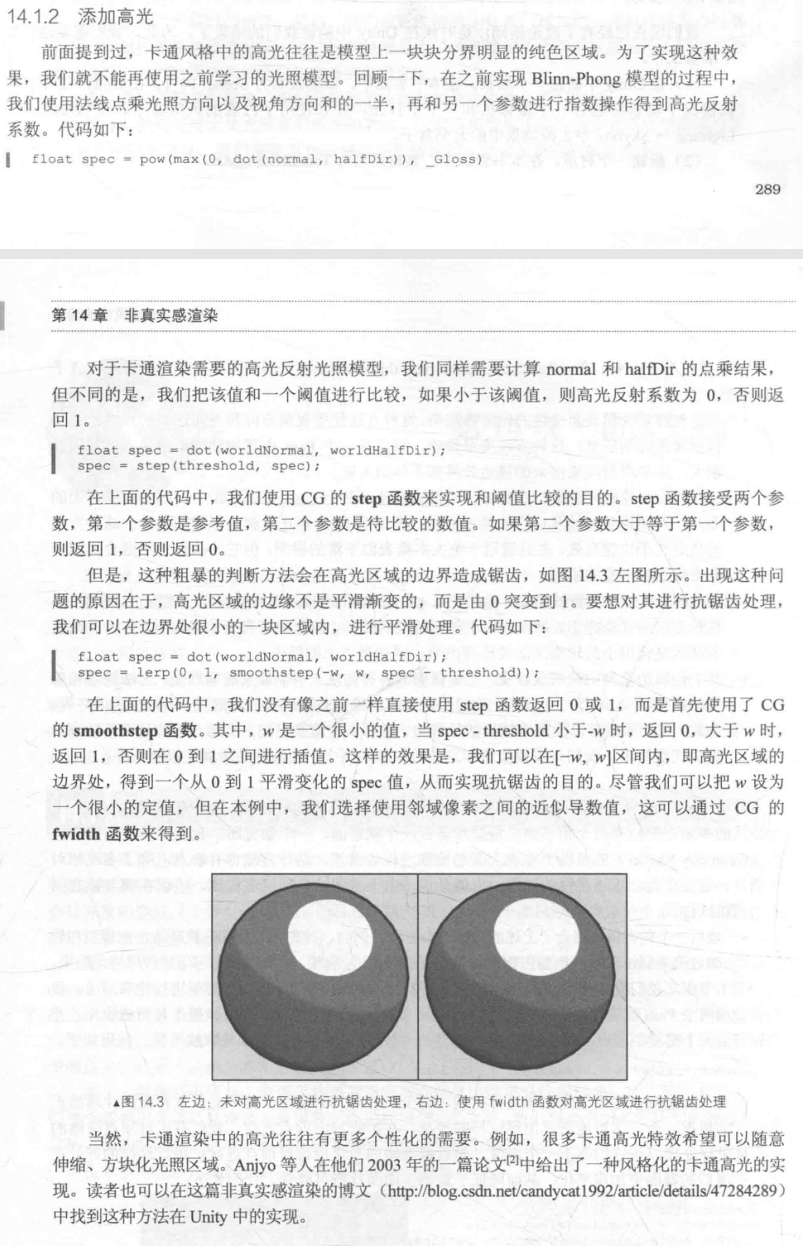 14.1.2 添加高光
前面提到过，卡通风格中的高光往往是模型上一块块分界明显的纯色区域。为了实现这种效
果，我们就不能再使用之前学习的光照模型。回顾一下，在之前实现 Blinn-Phong 模型的过程中，
我们使用法线点乘光照方向以及视角方向和的一半，再和另一个参数进行指数操作得到高光反射
系数。代码如下：
float spec = pow(max(0, dot(normal, halfDir)), _Gloss)
289
第 14 章 非真实感渲染
对于卡通渲染需要的高光反射光照模型，我们同样需要计算 normal 和 halfDir 的点乘结果，
但不同的是，我们把该值和一个阈值进行比较，如果小于该阈值，则高光反射系数为 0，否则返
回 1。
float spec = dot(worldNormal, worldHalfDir);
spec = step(threshold, spec);
在上面的代码中，我们使用 CG 的 step 函数来实现和阈值比较的目的。step 函数接受两个参
数，第一个参数是参考值，第二个参数是待比较的数值。如果第二个参数大于等于第一个参数，
则返回 1，否则返回 0。
但是，这种粗暴的判断方法会在高光区域的边界造成锯齿，如图 14.3 左图所示。出现这种问
题的原因在于，高光区域的边缘不是平滑渐变的，而是由 0 突变到 1。要想对其进行抗锯齿处理，
我们可以在边界处很小的一块区域内，进行平滑处理。代码如下：
float spec = dot(worldNormal, worldHalfDir);
spec = lerp(0, 1, smoothstep(-w, w, spec - threshold));
在上面的代码中，我们没有像之前一样直接使用 step 函数返回 0 或 1，而是首先使用了 CG
的 smoothstep 函数。其中，w 是一个很小的值，当 spec - threshold 小于-w 时，返回 0，大于 w 时，
返回 1，否则在 0 到 1 之间进行插值。这样的效果是，我们可以在[-w, w]区间内，即高光区域的
边界处，得到一个从 0 到 1 平滑变化的 spec 值，从而实现抗锯齿的目的。尽管我们可以把 w 设为
一个很小的定值，但在本例中，我们选择使用邻域像素之间的近似导数值，这可以通过 CG 的
fwidth 函数来得到。
▲图 14.3 左边：未对高光区域进行抗锯齿处理，右边：使用 fwidth 函数对高光区域进行抗锯齿处理
当然，卡通渲染中的高光往往有更多个性化的需要。例如，很多卡通高光特效希望可以随意
伸缩、方块化光照区域。Anjyo 等人在他们 2003 年的一篇论文[2]中给出了一种风格化的卡通高光的实
现。读者也可以在这篇非真实感渲染的博文（http://blog.csdn.net/candycat1992/article/details/47284289）
中找到这种方法在 Unity 中的实现。